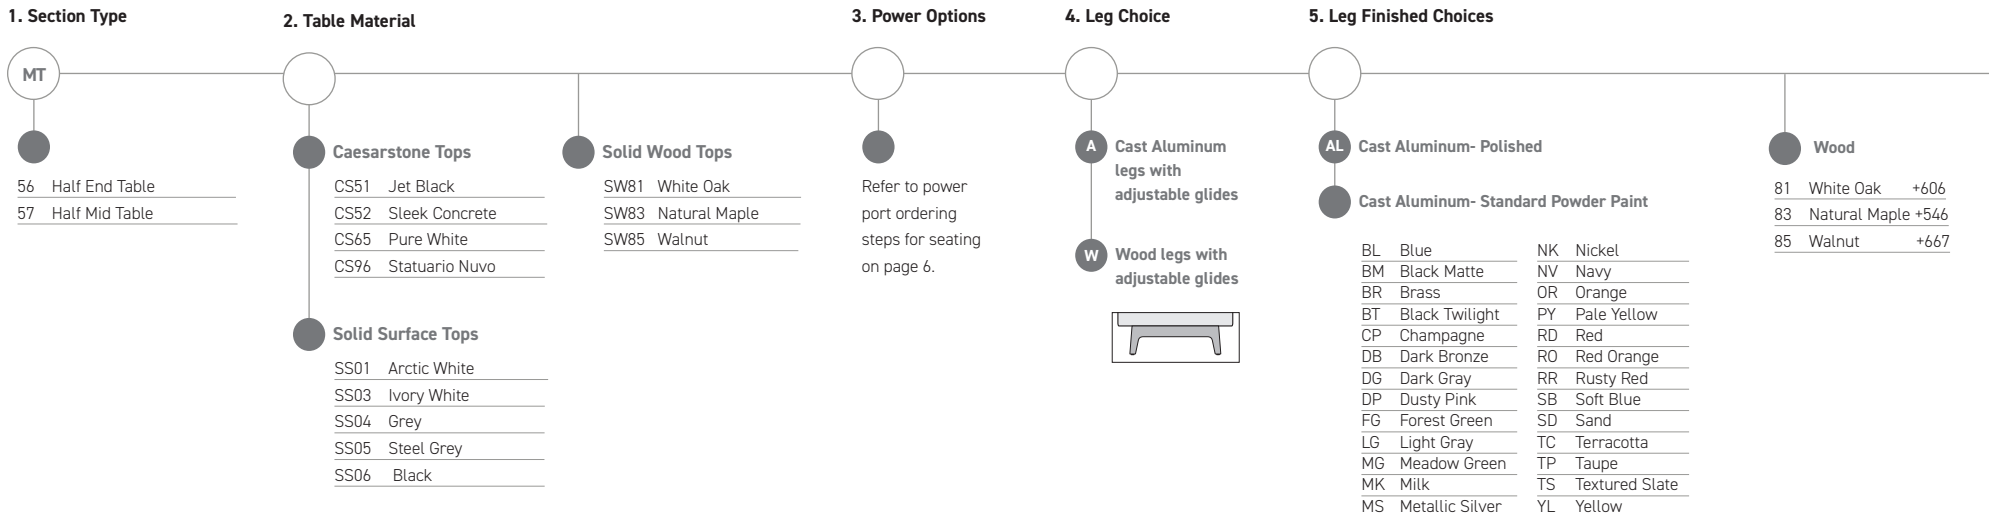 1. Section Type
MT
56 Half End Table
57 Half Mid Table
2. Table Material
Caesarstone Tops
CS51 Jet Black
CS52 Sleek Concrete
CS65 Pure White
CS96 Statuario Nuvo
Solid Surface Tops
SS01 Arctic White
SS03 Ivory White
SS04 Grey
SS05 Steel Grey
SS06 Black
Solid Wood Tops
SW81 White Oak
SW83 Natural Maple
SW85 Walnut
3. Power Options
Refer to power
port ordering
steps for seating
on page 6.
4. Leg Choice
A Cast Aluminum
legs with
adjustable glides
W Wood legs with
adjustable glides
5. Leg Finished Choices
AL Cast Aluminum- Polished
Cast Aluminum- Standard Powder Paint
BL Blue
BM Black Matte
BR Brass
BT Black Twilight
CP Champagne
DB Dark Bronze
DG Dark Gray
DP Dusty Pink
FG Forest Green
LG Light Gray
MG Meadow Green
MK Milk
MS Metallic Silver
NK Nickel
NV Navy
OR Orange
PY Pale Yellow
RD Red
RO Red Orange
RR Rusty Red
SB Soft Blue
SD Sand
TC Terracotta
TP Taupe
TS Textured Slate
YL Yellow
Wood
81 White Oak +606
83 Natural Maple +546
85 Walnut +667